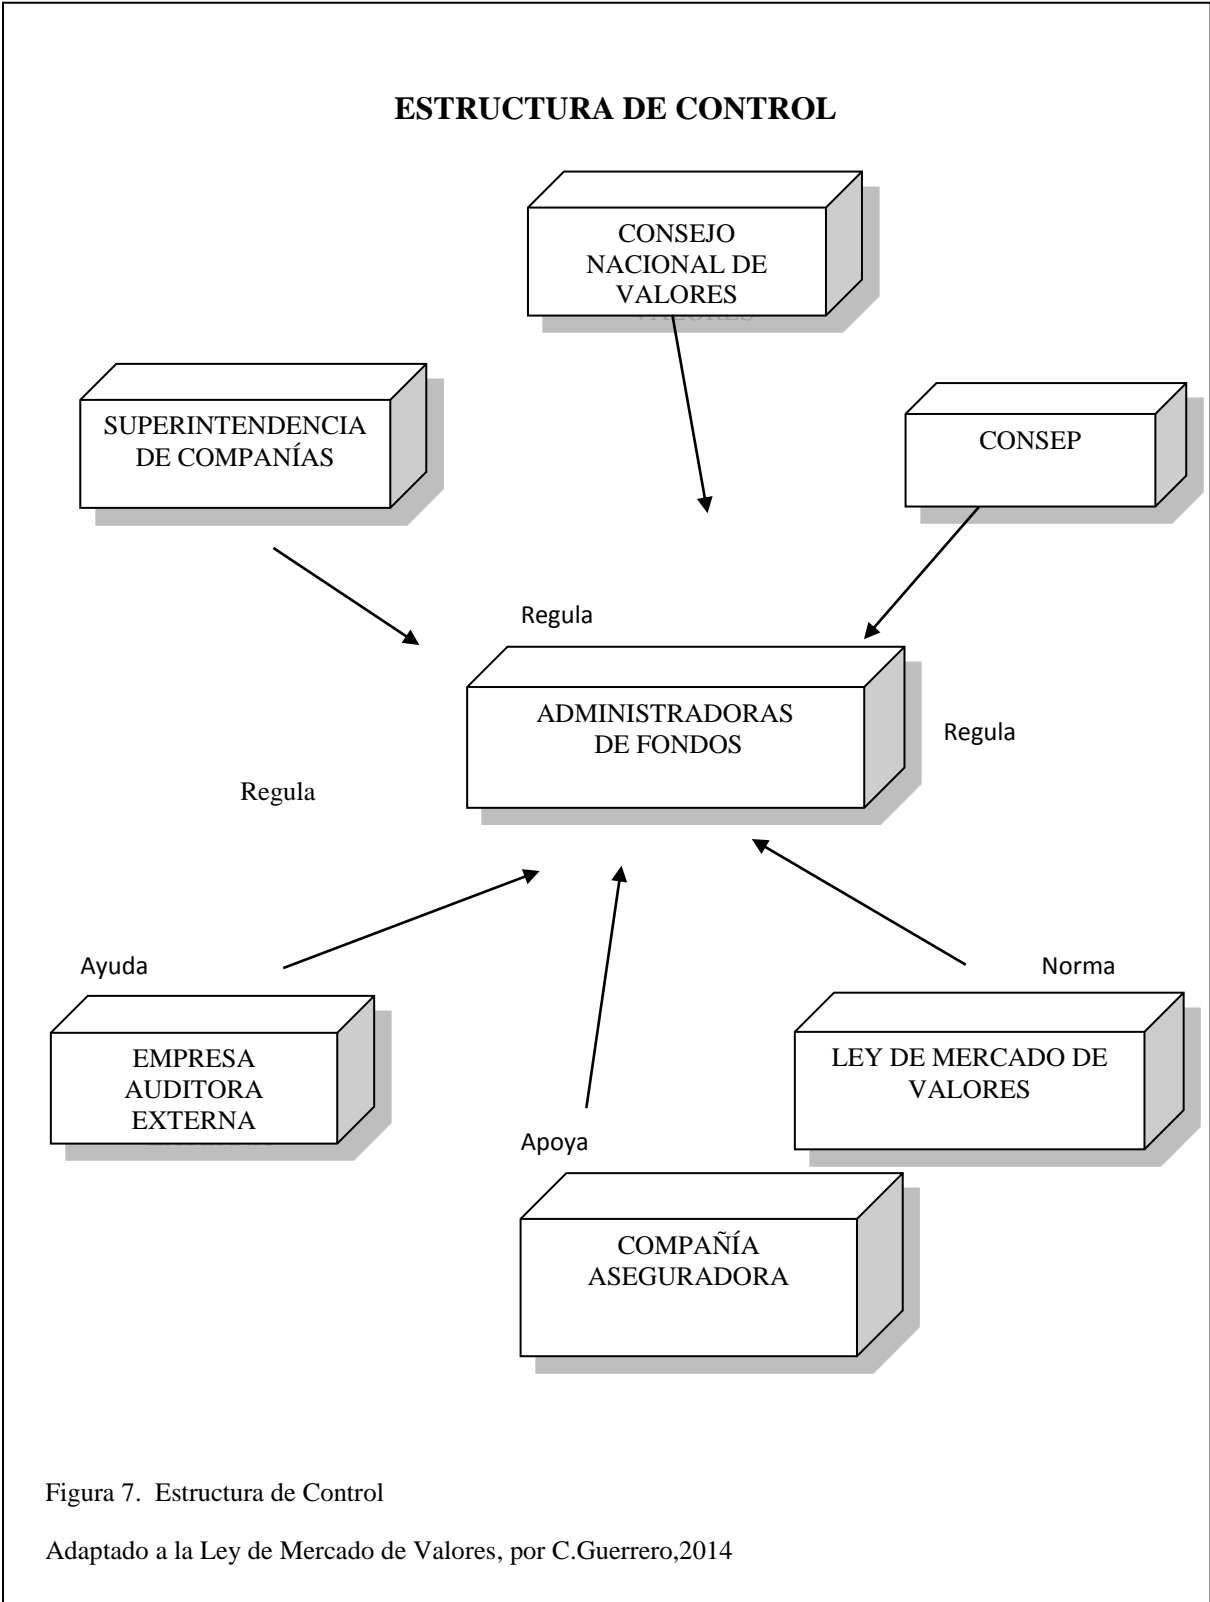 ESTRUCTURA DE CONTROL
CONSEJO
NACIONAL DE
VALORES
SUPERINTENDENCIA
DE COMPANÍAS
CONSEP
Regula
ADMINISTRADORAS
DE FONDOS
Regula
Regula
Ayuda
Norma
EMPRESA
AUDITORA
EXTERNA
LEY DE MERCADO DE
VALORES
Apoya
COMPAÑÍA
ASEGURADORA
Figura 7. Estructura de Control
Adaptado a la Ley de Mercado de Valores, por C.Guerrero,2014